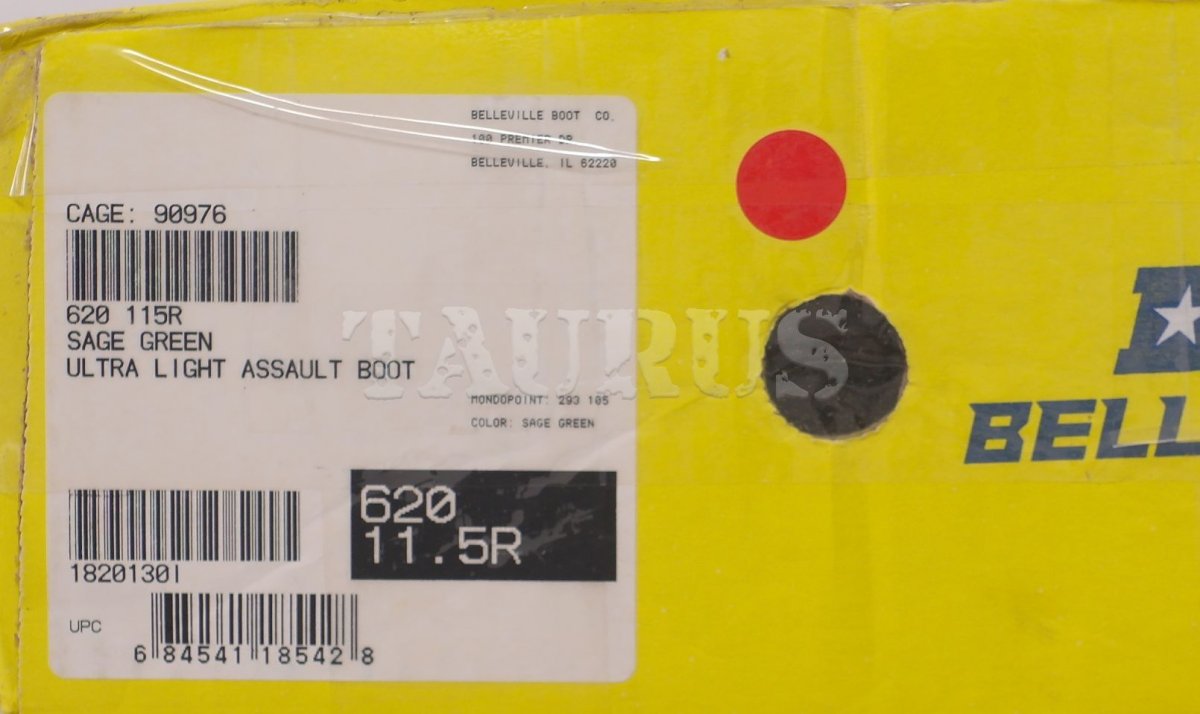 BELLEVILLE BOOT CO.
100 PREMIER DR
BELLEVILLE, IL 62220
CAGE: 90976
620 115R
SAGE GREEN
ULTRA LIGHT ASSAULT BOOT
TAURUS
MONDOPOINT: 293 105
COLOR: SAGE GREEN
620
11.5R
1820130I
UPC
6 84541 18542 8
BELL